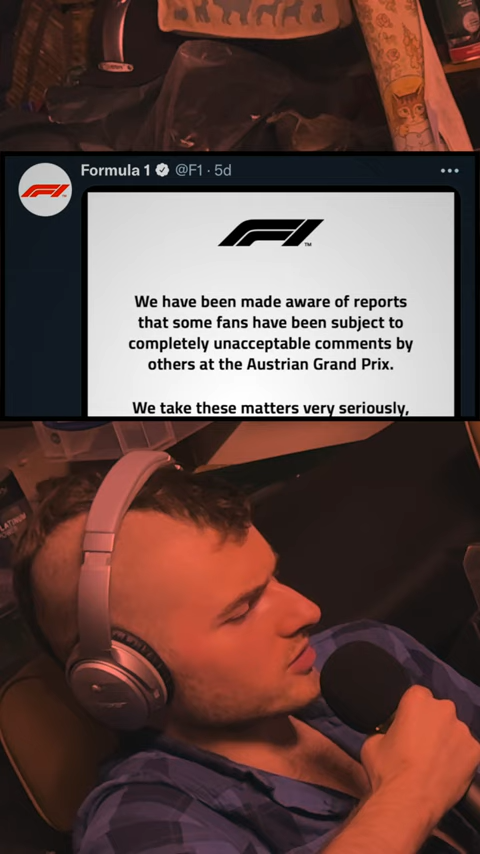 Formula 1 @F1 · 5d
F1
TM
We have been made aware of reports
that some fans have been subject to
completely unacceptable comments by
others at the Austrian Grand Prix.
We take these matters very seriously,